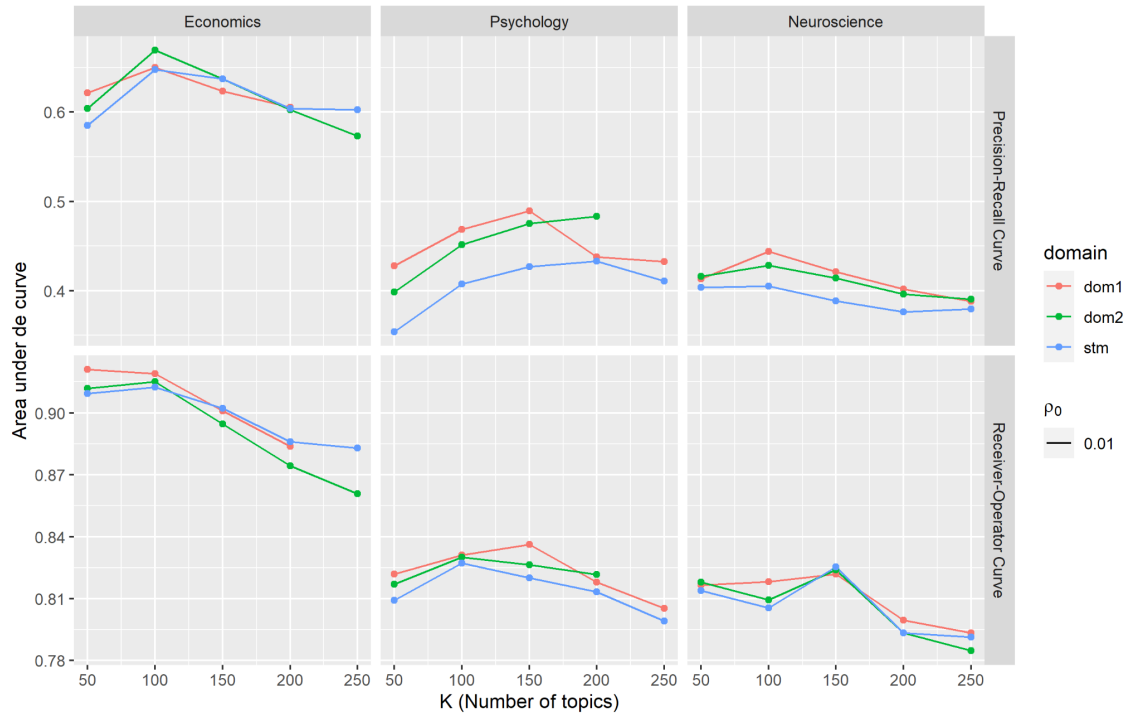 Economics
Psychology
Neuroscience
Area under de curve
0.6
0.5
0.4
Precision-Recall Curve
0.90
0.87
0.84
0.81
0.78
Receiver-Operator Curve
50 100 150 200 250
50 100 150 200 250
50 100 150 200 250
K (Number of topics)
domain
dom1
dom2
stm
ρ0
0.01